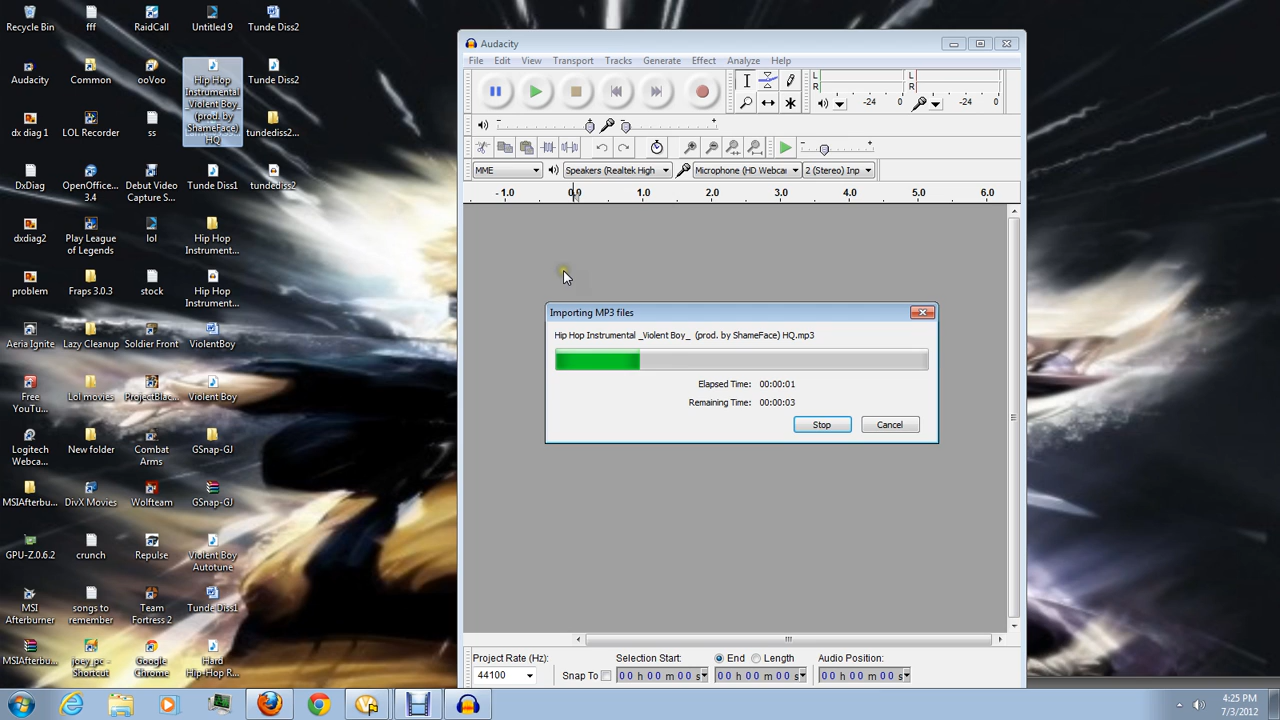 Recycle Bin
fff
RaidCall
Untitled 9
Tunde Diss2
Audacity
Common
ooVoo
Hip Hop
Instrumental
_Violent Boy_
(prod. by
ShameFace)
HQ
Tunde Diss2
dx diag 1
LOL Recorder
ss
tundediss2...
DxDiag
OpenOffice...
3.4
Debut Video
Capture S...
Tunde Diss1
tundediss2
dxdiag2
Play League
of Legends
lol
Hip Hop
Instrument...
problem
Fraps 3.0.3
stock
Hip Hop
Instrument...
Aeria Ignite
Lazy Cleanup
Soldier Front
ViolentBoy
Free
YouTu...
Lol movies
ProjectBlac...
Violent Boy
Logitech
Webca...
New folder
Combat
Arms
GSnap-GJ
MSIAfterbu...
DivX Movies
Wolfteam
GSnap-GJ
GPU-Z.0.6.2
crunch
Repulse
Violent Boy
Autotune
MSI
Afterburner
songs to
remember
Team
Fortress 2
Tunde Diss1
MSIAfterbu...
joey_pc -
Shortcut
Google
Chrome
Hard
Hip-Hop R...
Audacity
File Edit View Transport Tracks Generate Effect Analyze Help
L
R
-24 0
L
R
-24 0
MME
Speakers (Realtek High
Microphone (HD Webcar
2 (Stereo) Inp
- 1.0 0.0 1.0 2.0 3.0 4.0 5.0 6.0
Importing MP3 files
Hip Hop Instrumental _Violent Boy_ (prod. by ShameFace) HQ.mp3
Elapsed Time: 00:00:01
Remaining Time: 00:00:03
Stop
Cancel
Project Rate (Hz):
44100
Snap To
Selection Start:
End
Length
Audio Position:
00 h 00 m 00 s
00 h 00 m 00 s
00 h 00 m 00 s
4:25 PM
7/3/2012